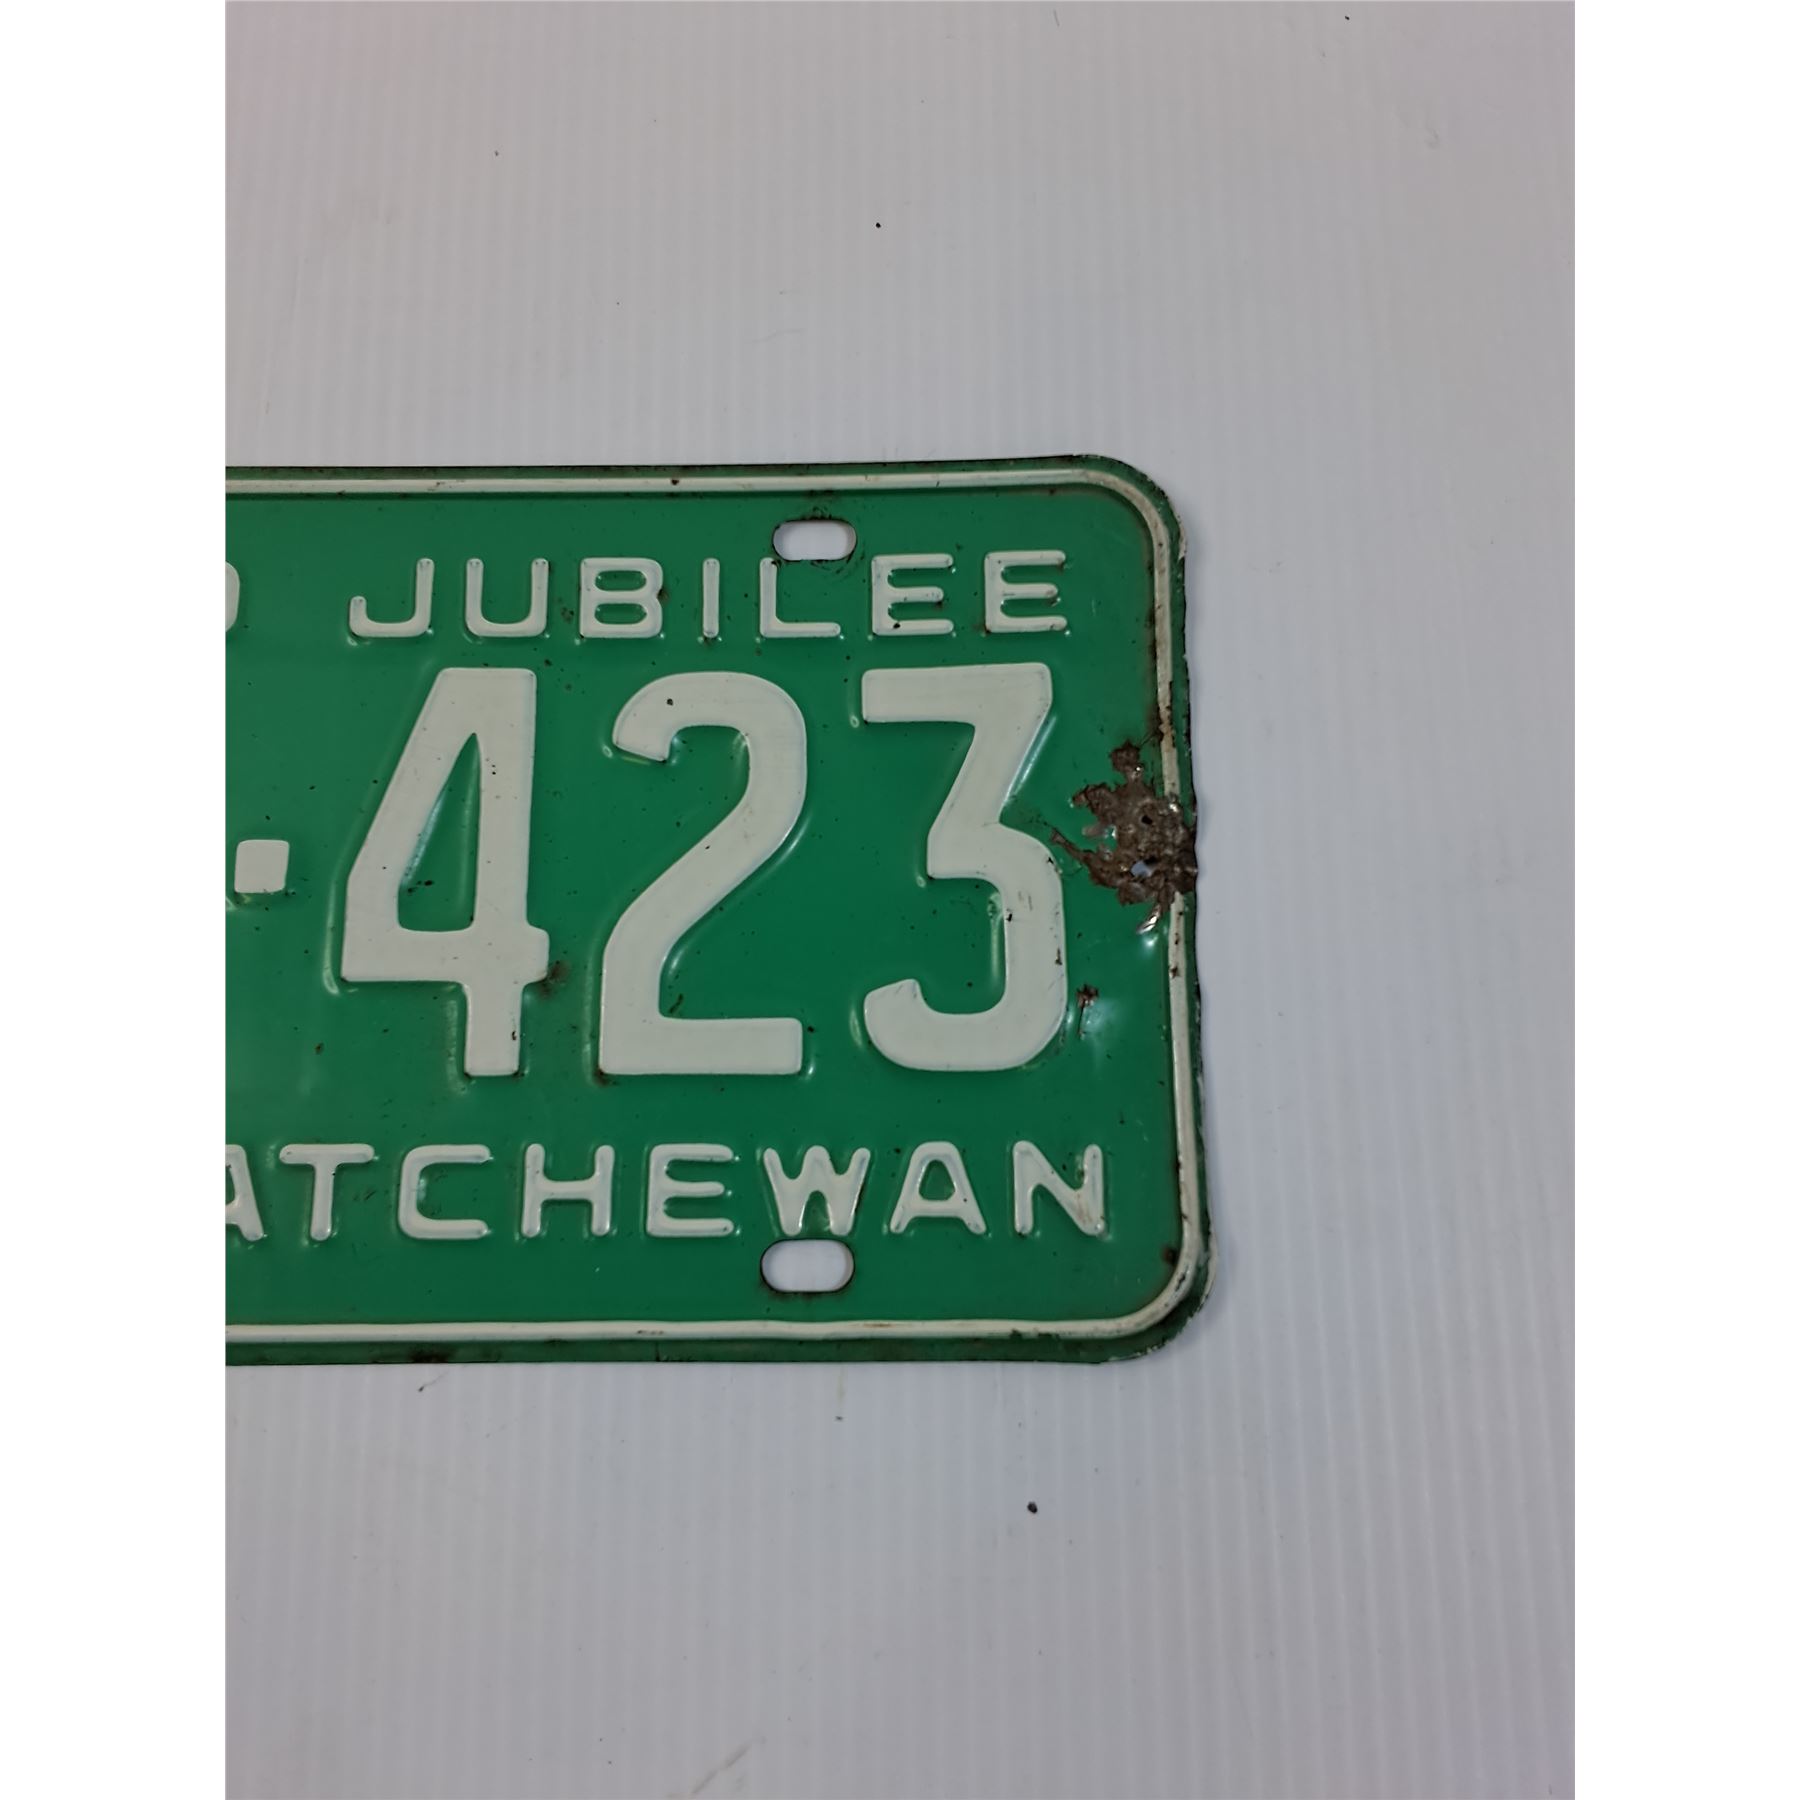 D JUBILEE
·423
ATCHEWAN